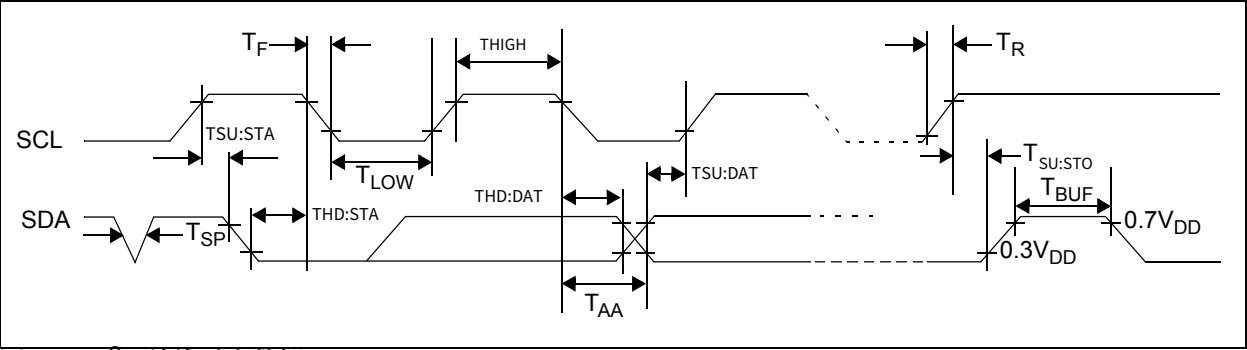 TF
THIGH
TR
SCL
TSU:STA
TLOW
TSU:DAT
TSU:STO
THD:DAT
TBUF
SDA
TSP
THD:STA
0.7VDD
0.3VDD
TAA